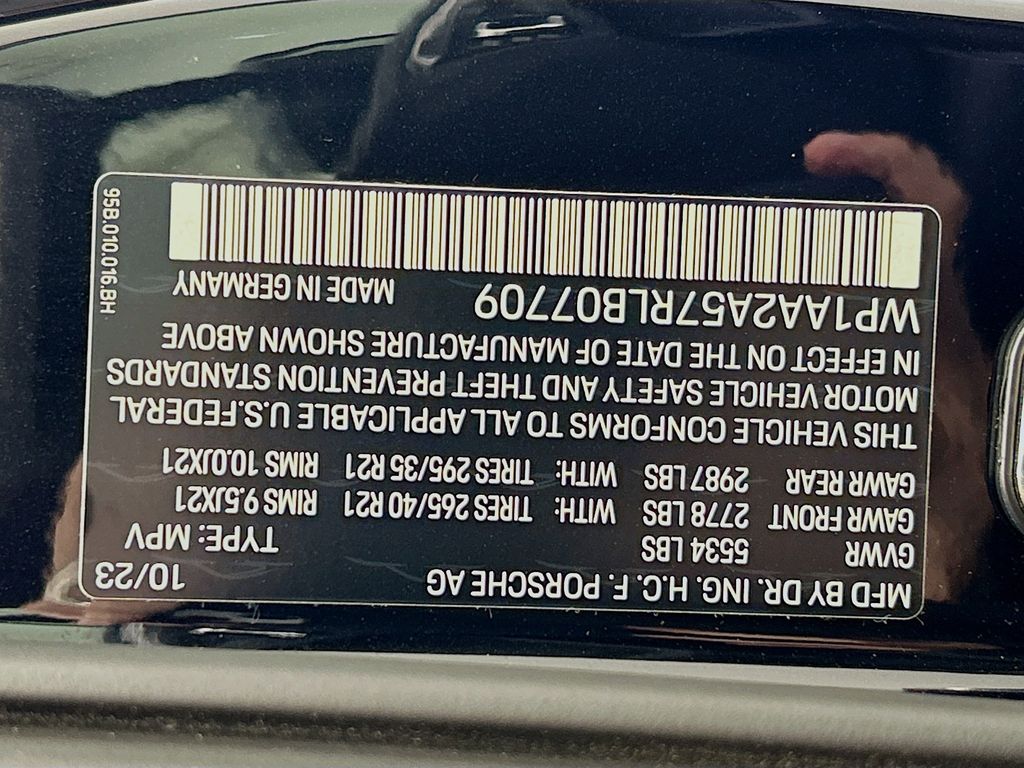 MFD BY DR. ING. H.C. F. PORSCHE AG 10/23
GVWR 5534 LBS TYPE: MPV
GAWR FRONT 2778 LBS WITH: TIRES 265/40 R21 RIMS 9.5JX21
GAWR REAR 2987 LBS WITH: TIRES 295/35 R21 RIMS 10.0JX21
THIS VEHICLE CONFORMS TO ALL APPLICABLE U.S.FEDERAL
MOTOR VEHICLE SAFETY AND THEFT PREVENTION STANDARDS
IN EFFECT ON THE DATE OF MANUFACTURE SHOWN ABOVE
WP1AA2A57RLB07709 MADE IN GERMANY
95B.010.016.BH